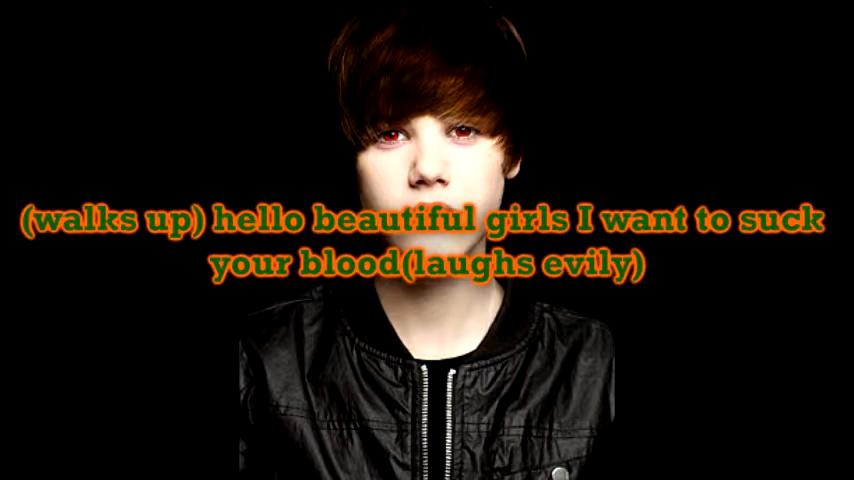 (walks up) hello beautiful girls I want to suck
your blood(laughs evily)